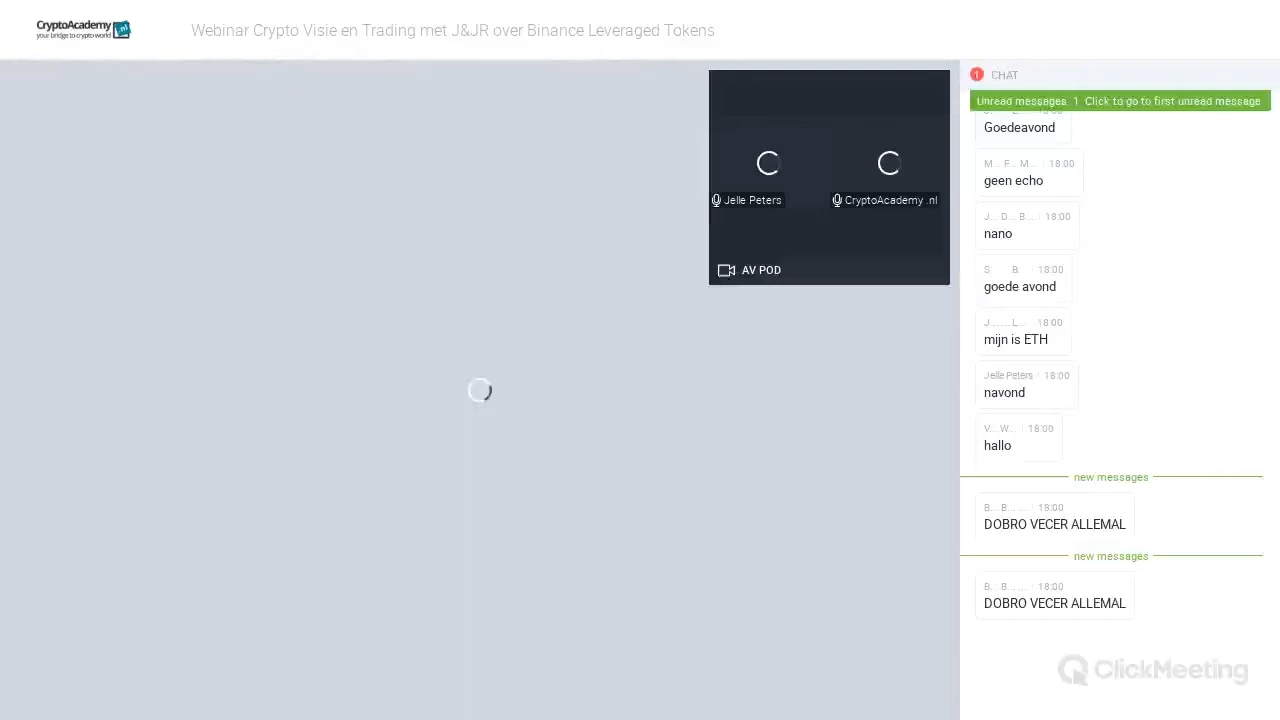 CryptoAcademy.nl
your bridge to crypto world
Webinar Crypto Visie en Trading met J&JR over Binance Leveraged Tokens
1 CHAT
Unread messages 1 Click to go to first unread message
Goedeavond
M... F... M... 18:00
geen echo
J... D... B... 18:00
nano
S B. 18:00
goede avond
J...... L... 18:00
mijn is ETH
Jelle Peters 18:00
navond
V... W... 18:00
hallo
new messages
B... B... ... 18:00
DOBRO VECER ALLEMAL
new messages
B... B... ... 18:00
DOBRO VECER ALLEMAL
Jelle Peters
CryptoAcademy .nl
AV POD
ClickMeeting